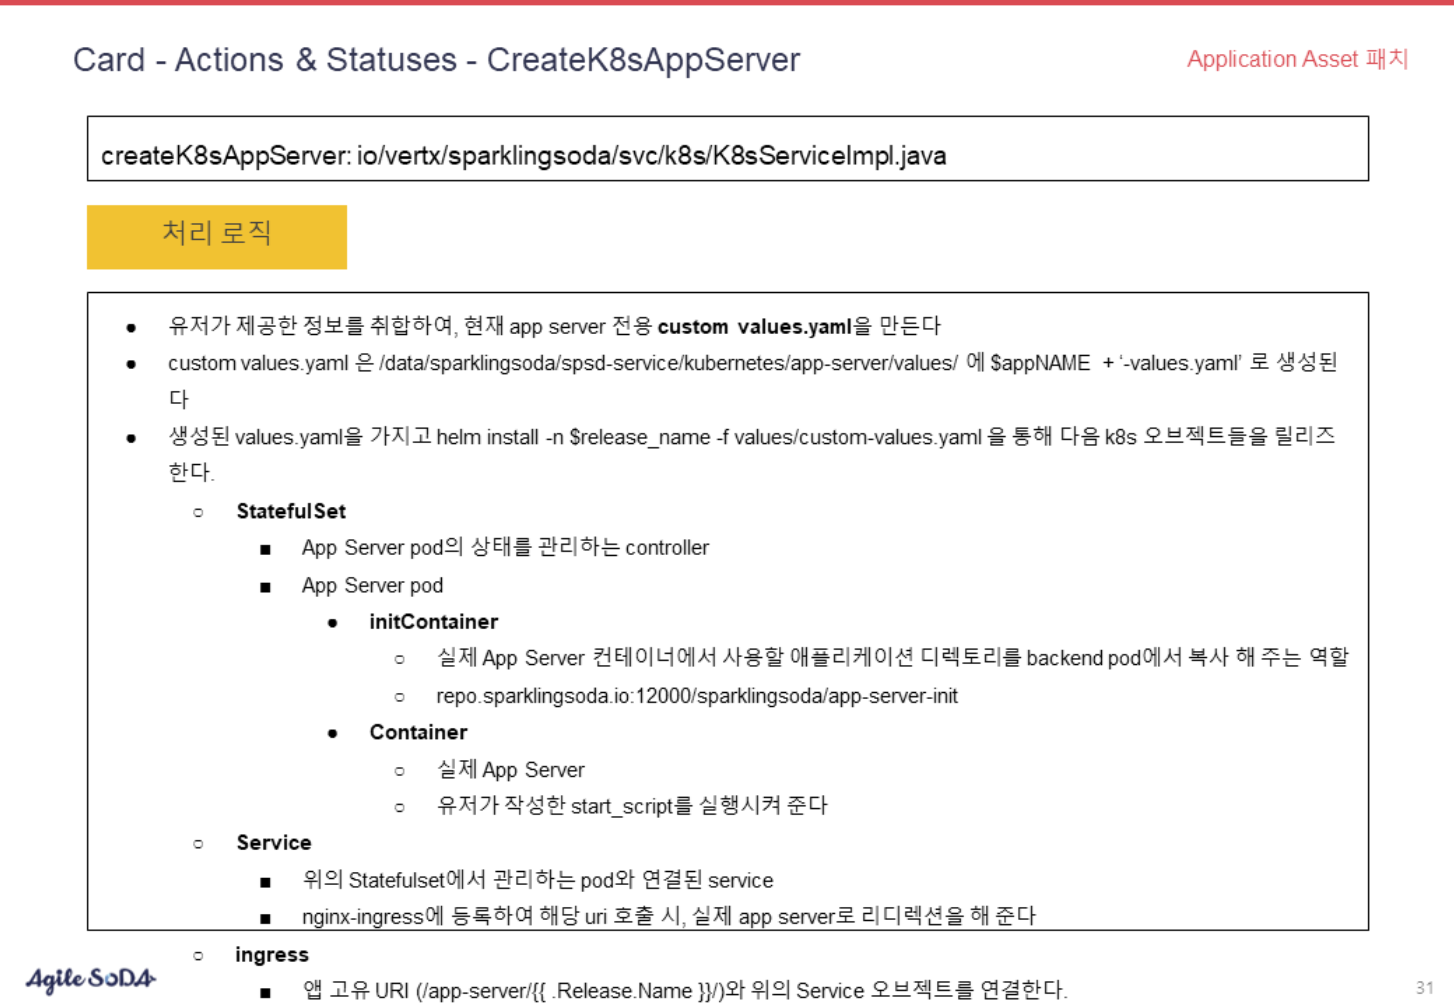 Card - Actions & Statuses - CreateK8sAppServer
Application Asset 패치
createK8sAppServer: io/vertx/sparklingsoda/svc/k8s/K8sServiceImpl.java
처리 로직
● 유저가 제공한 정보를 취합하여, 현재 app server 전용 custom values.yaml을 만든다
● custom values.yaml 은 /data/sparklingsoda/spsd-service/kubernetes/app-server/values/ 에 $appNAME + ‘-values.yaml’ 로 생성된
다
● 생성된 values.yaml을 가지고 helm install -n $release_name -f values/custom-values.yaml 을 통해 다음 k8s 오브젝트들을 릴리즈
한다.
○ StatefulSet
■ App Server pod의 상태를 관리하는 controller
■ App Server pod
● initContainer
○ 실제 App Server 컨테이너에서 사용할 애플리케이션 디렉토리를 backend pod에서 복사 해 주는 역할
○ repo.sparklingsoda.io:12000/sparklingsoda/app-server-init
● Container
○ 실제 App Server
○ 유저가 작성한 start_script를 실행시켜 준다
○ Service
■ 위의 Statefulset에서 관리하는 pod와 연결된 service
■ nginx-ingress에 등록하여 해당 uri 호출 시, 실제 app server로 리디렉션을 해 준다
○ ingress
■ 앱 고유 URI (/app-server/{{ .Release.Name }}/)와 위의 Service 오브젝트를 연결한다.
Agile SoDA
31